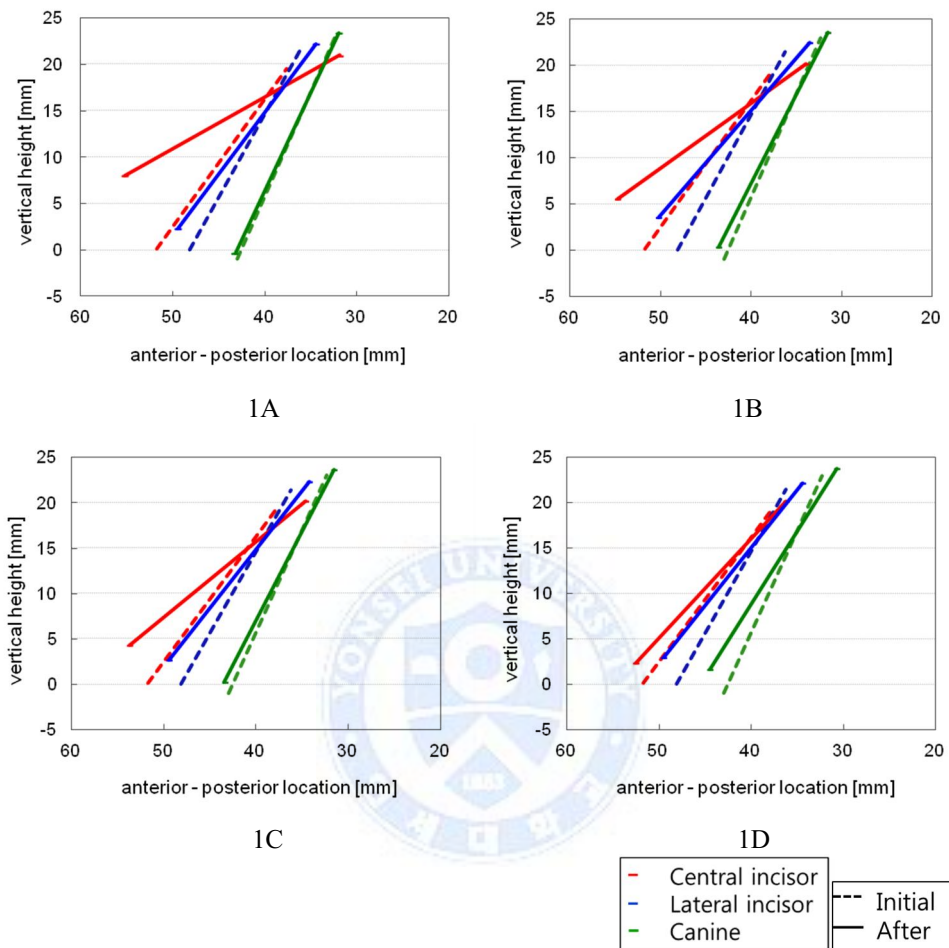 25
20
15
10
5
0
-5
vertical height [mm]
60 50 40 30 20
anterior - posterior location [mm]
1A
25
20
15
10
5
0
-5
vertical height [mm]
60 50 40 30 20
anterior - posterior location [mm]
1B
25
20
15
10
5
0
-5
vertical height [mm]
60 50 40 30 20
anterior - posterior location [mm]
1C
25
20
15
10
5
0
-5
vertical height [mm]
60 50 40 30 20
anterior - posterior location [mm]
1D
YONSEI UNIVERSITY
1885
Central incisor
Lateral incisor
Canine
Initial
After